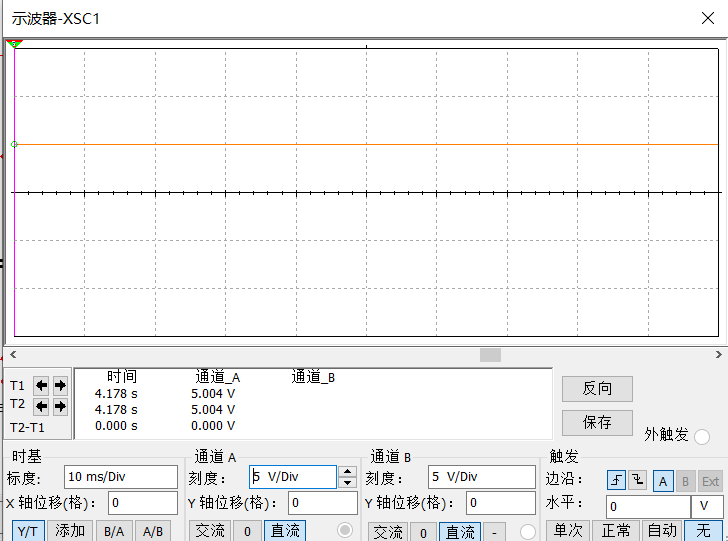 示波器-XSC1
时间 通道_A 通道_B
T1 4.178 s 5.004 V
T2 4.178 s 5.004 V
T2-T1 0.000 s 0.000 V
反向
保存
外触发
时基 通道 A 通道 B 触发
标度: 10 ms/Div 刻度: 5 V/Div 刻度: 5 V/Div 边沿: A B Ext
X 轴位移(格): 0 Y 轴位移(格): 0 Y 轴位移(格): 0 水平: 0 V
Y/T 添加 B/A A/B 交流 0 直流 交流 0 直流 - 单次 正常 自动 无